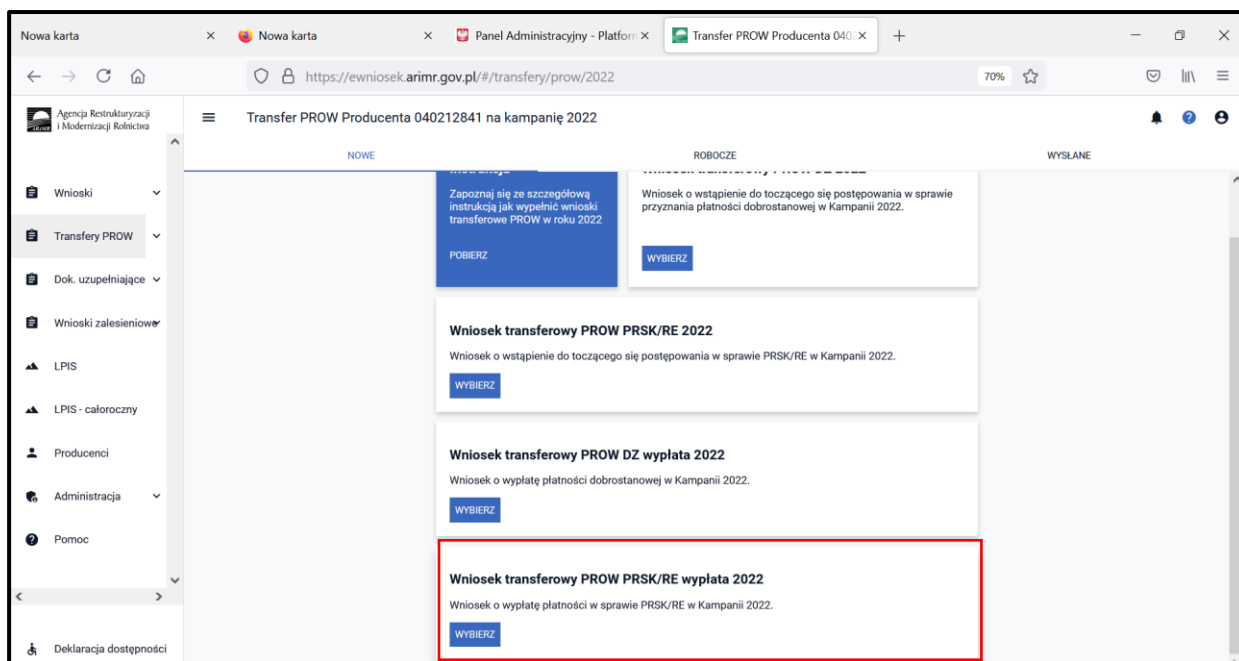 Nowa karta
Nowa karta
Panel Administracyjny - Platform
Transfer PROW Producenta 040
https://ewniosek.arimr.gov.pl/#/transfery/prow/2022
70%
Agencja Restrukturyzacji
i Modernizacji Rolnictwa
Transfer PROW Producenta 040212841 na kampanię 2022
NOWE
ROBOCZE
WYSŁANE
Wnioski
Transfery PROW
Dok. uzupełniające
Wnioski zalesieniowe
LPIS
LPIS - całoroczny
Producenci
Administracja
Pomoc
Deklaracja dostępności
Zapoznaj się ze szczegółową
instrukcją jak wypełnić wnioski
transferowe PROW w roku 2022
POBIERZ
Wniosek o wstąpienie do toczącego się postępowania w sprawie
przyznania płatności dobrostanowej w Kampanii 2022.
WYBIERZ
Wniosek transferowy PROW PRSK/RE 2022
Wniosek o wstąpienie do toczącego się postępowania w sprawie PRSK/RE w Kampanii 2022.
WYBIERZ
Wniosek transferowy PROW DZ wypłata 2022
Wniosek o wypłatę płatności dobrostanowej w Kampanii 2022.
WYBIERZ
Wniosek transferowy PROW PRSK/RE wypłata 2022
Wniosek o wypłatę płatności w sprawie PRSK/RE w Kampanii 2022.
WYBIERZ